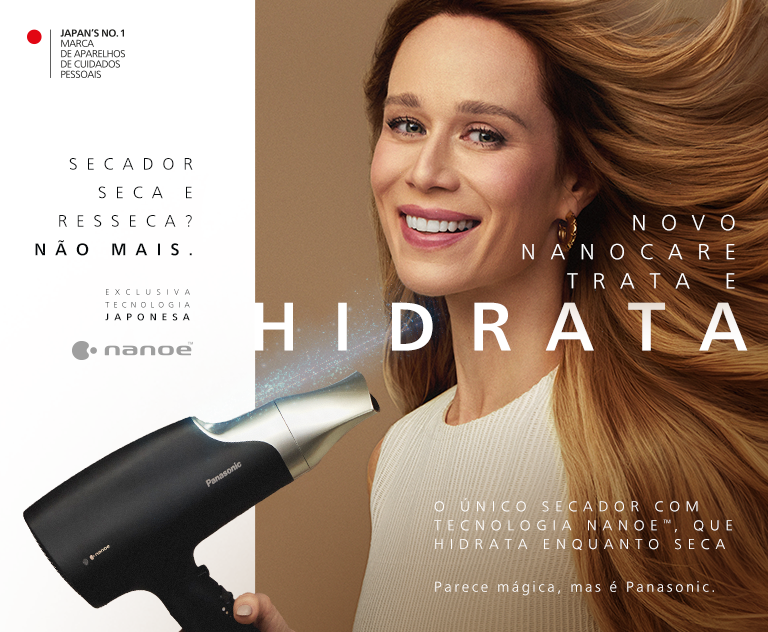 JAPAN'S NO. 1
MARCA
DE APARELHOS
DE CUIDADOS
PESSOAIS
SECADOR
SECA E
RESSECA?
NÃO MAIS.
EXCLUSIVA
TECNOLOGIA
JAPONESA
nanoe™
NOVO
NANOCARE
TRATA E
HIDRATA
Panasonic
nanoe
O ÚNICO SECADOR COM
TECNOLOGIA NANOE™, QUE
HIDRATA ENQUANTO SECA
Parece mágica, mas é Panasonic.